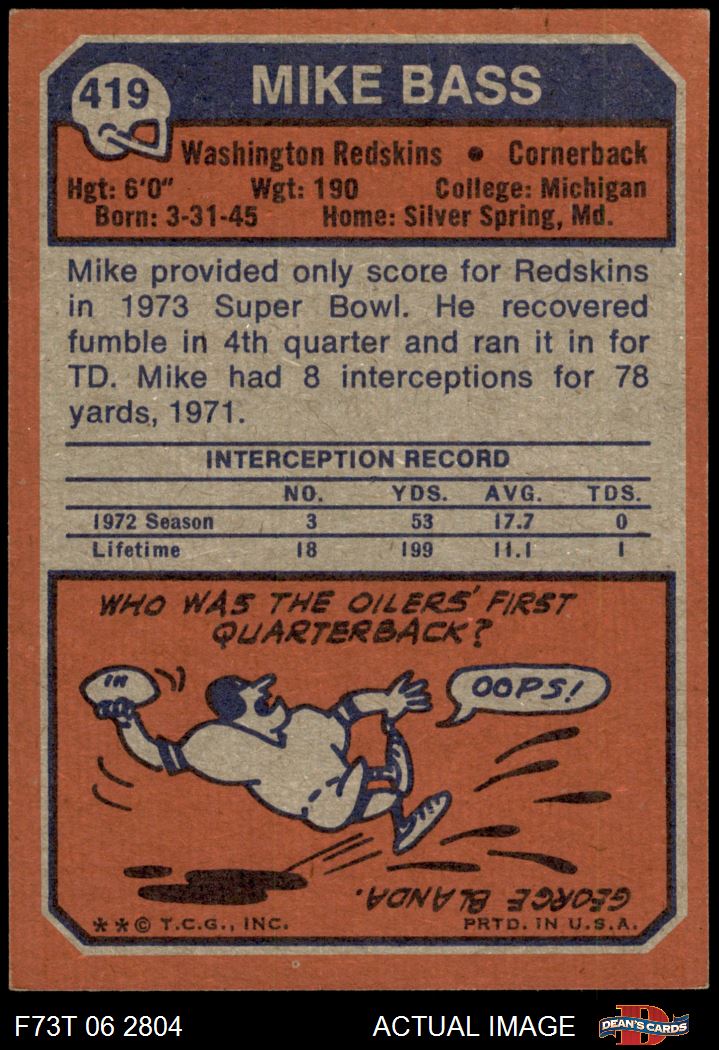 419
MIKE BASS
Washington Redskins • Cornerback
Hgt: 6'0" Wgt: 190 College: Michigan
Born: 3-31-45 Home: Silver Spring, Md.
Mike provided only score for Redskins
in 1973 Super Bowl. He recovered
fumble in 4th quarter and ran it in for
TD. Mike had 8 interceptions for 78
yards, 1971.
INTERCEPTION RECORD
NO. YDS. AVG. TDS.
1972 Season 3 53 17.7 0
Lifetime 18 199 11.1 1
WHO WAS THE OILERS' FIRST
QUARTERBACK?
OOPS!
GEORGE BLANDA.
**© T.C.G., INC. PRTD. IN U.S.A.
F73T 06 2804 ACTUAL IMAGE
DEAN'S CARDS